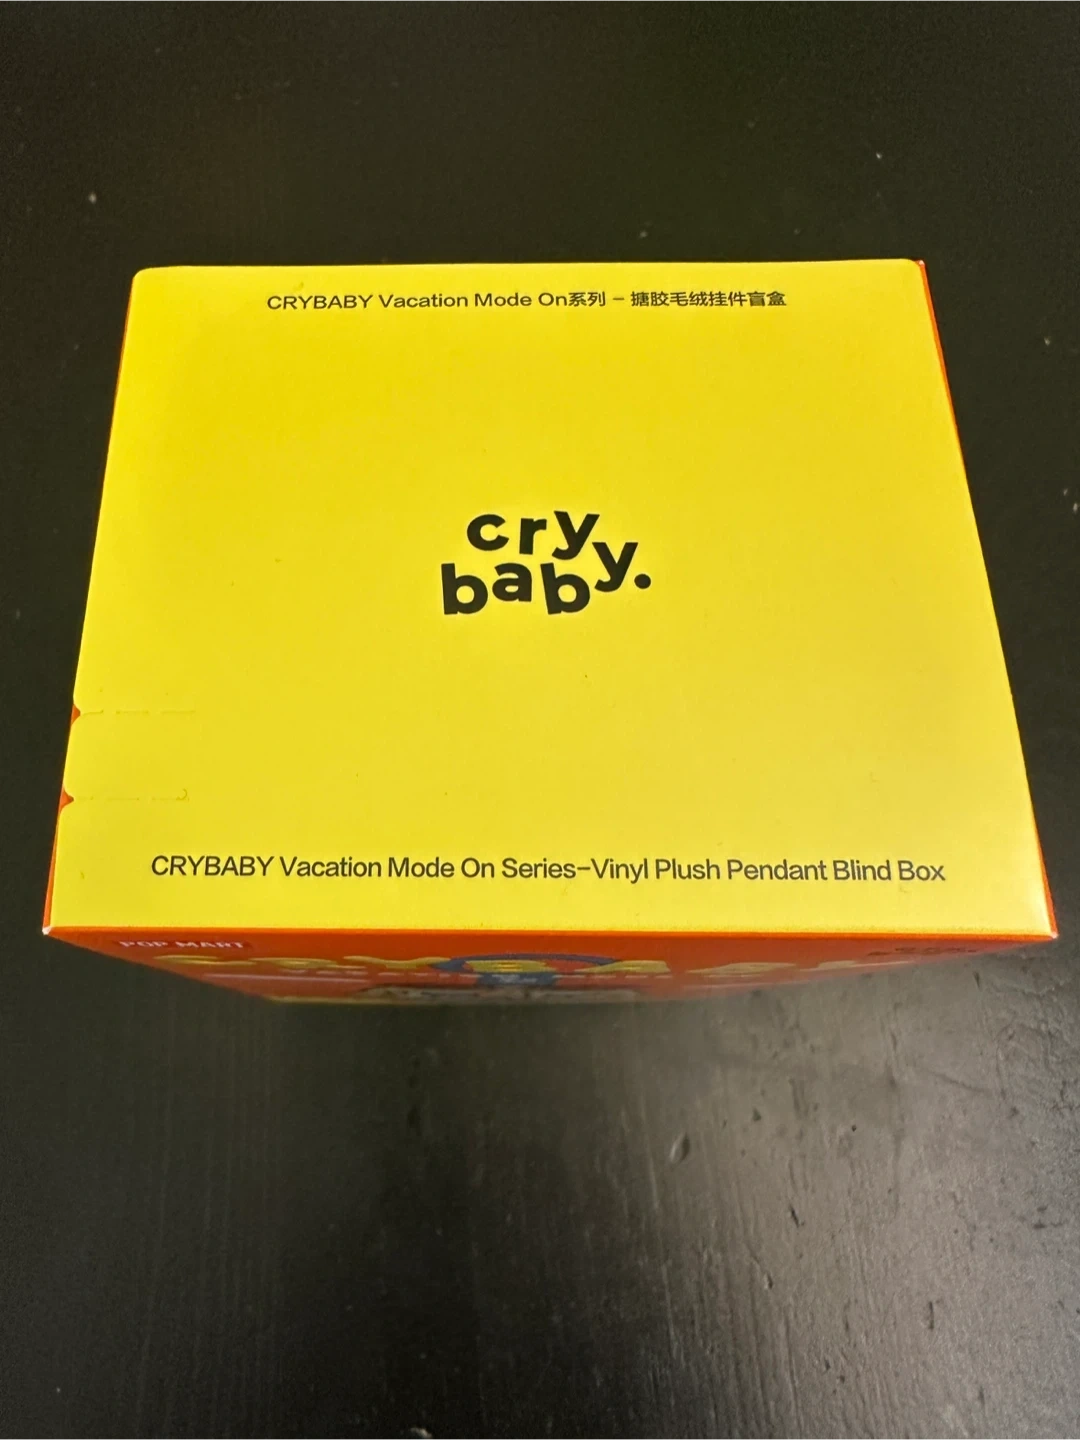 CRYBABY Vacation Mode On系列 – 搪胶毛绒挂件盲盒
cry
baby.
CRYBABY Vacation Mode On Series–Vinyl Plush Pendant Blind Box
POP MART
CRYBABY